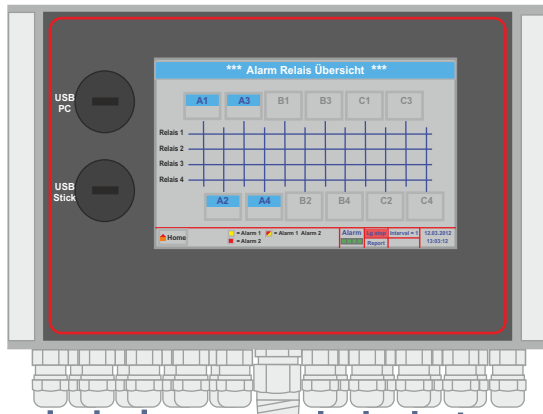 *** Alarm Relais Übersicht ***
A1 A3 B1 B3 C1 C3
USB
PC
Relais 1
Relais 2
Relais 3
Relais 4
USB
Stick
A2 A4 B2 B4 C2 C4
Home
= Alarm 1 = Alarm 1 Alarm 2
= Alarm 2
Alarm
Lg stop
Report
Interval = 1
12.03.2012
13:03:12